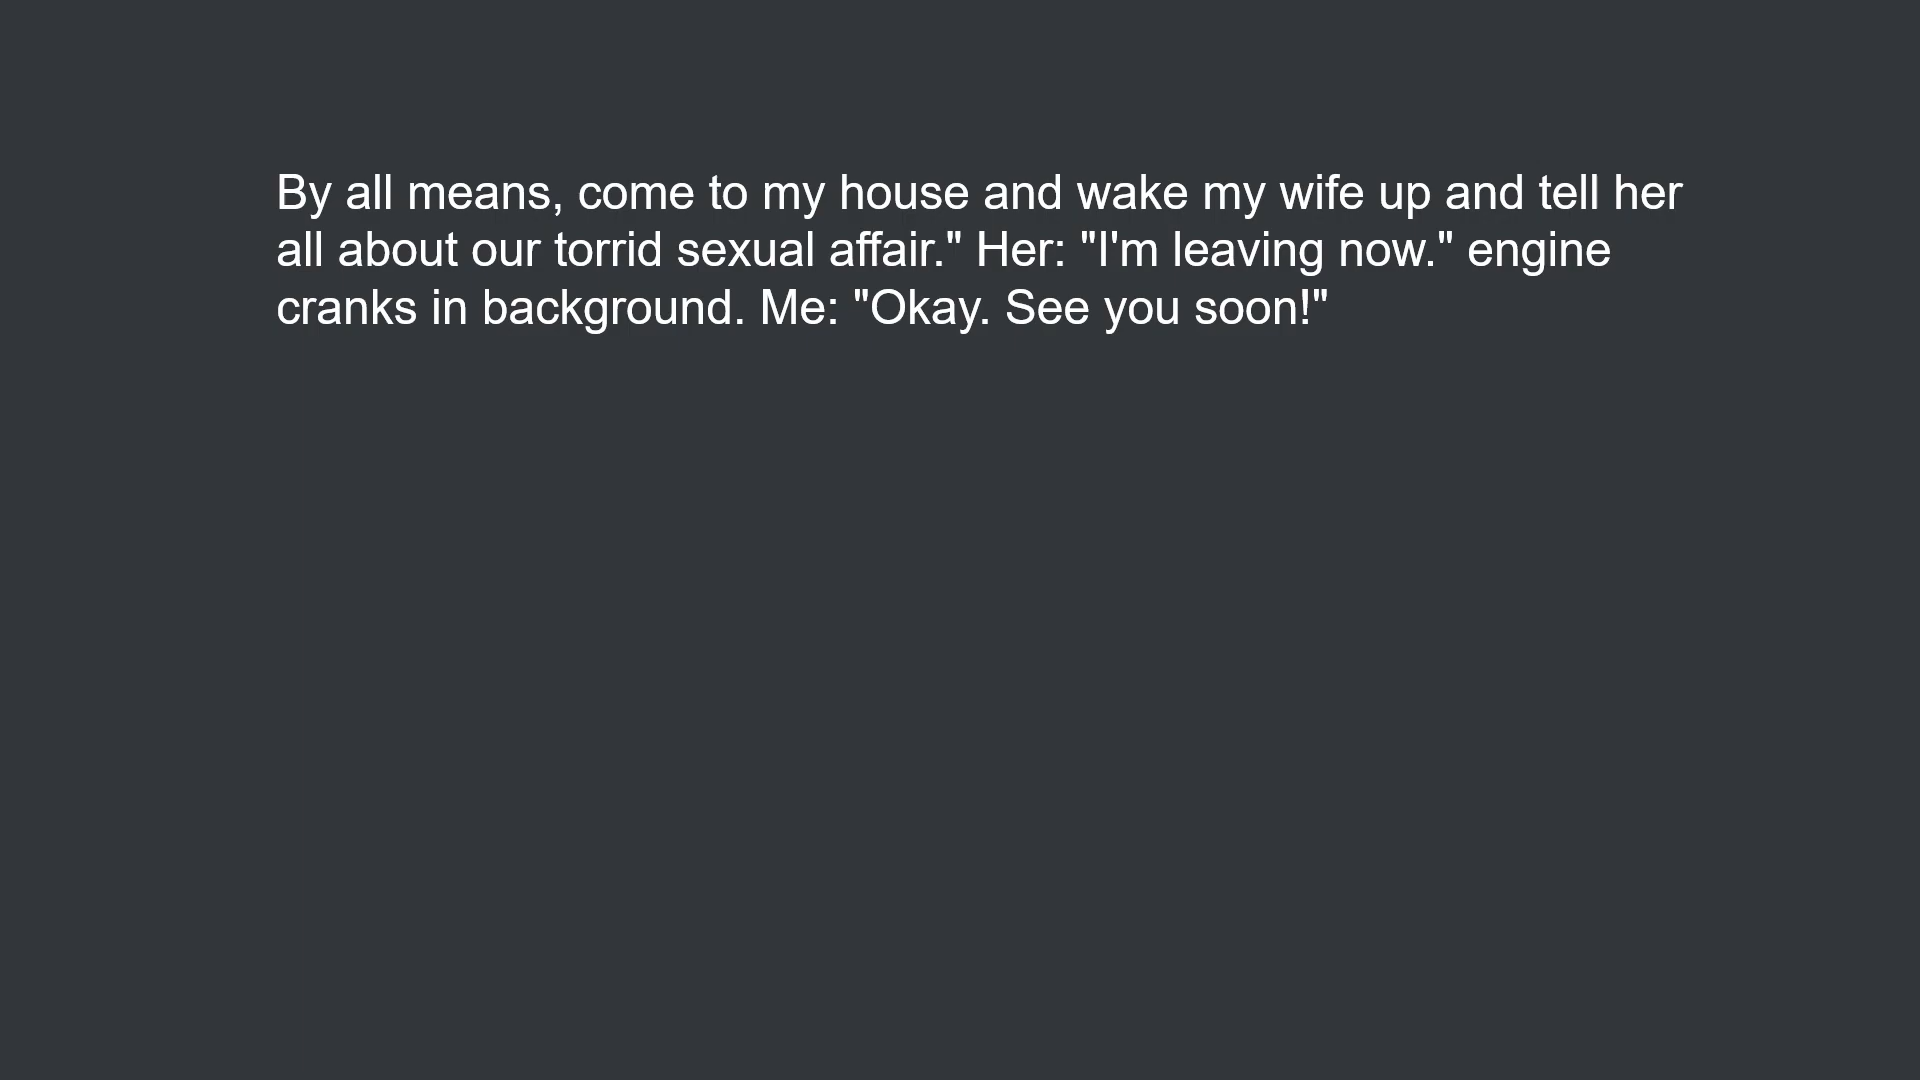 By all means, come to my house and wake my wife up and tell her
all about our torrid sexual affair." Her: "I'm leaving now." engine
cranks in background. Me: "Okay. See you soon!"